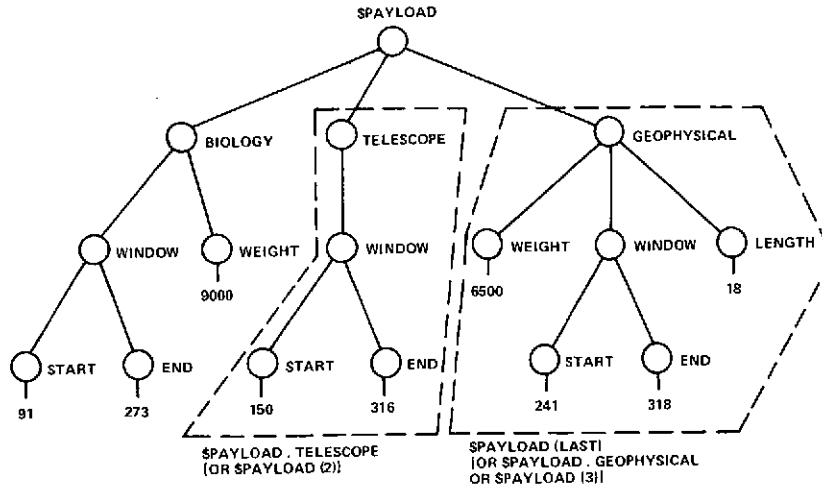 $PAYLOAD
BIOLOGY TELESCOPE GEOPHYSICAL
WINDOW WEIGHT WINDOW WEIGHT WINDOW LENGTH
9000 6500 18
START END START END START END
91 273 150 316 241 318
$PAYLOAD . TELESCOPE
(OR $PAYLOAD (2))
$PAYLOAD (LAST)
(OR $PAYLOAD . GEOPHYSICAL
OR $PAYLOAD (3))